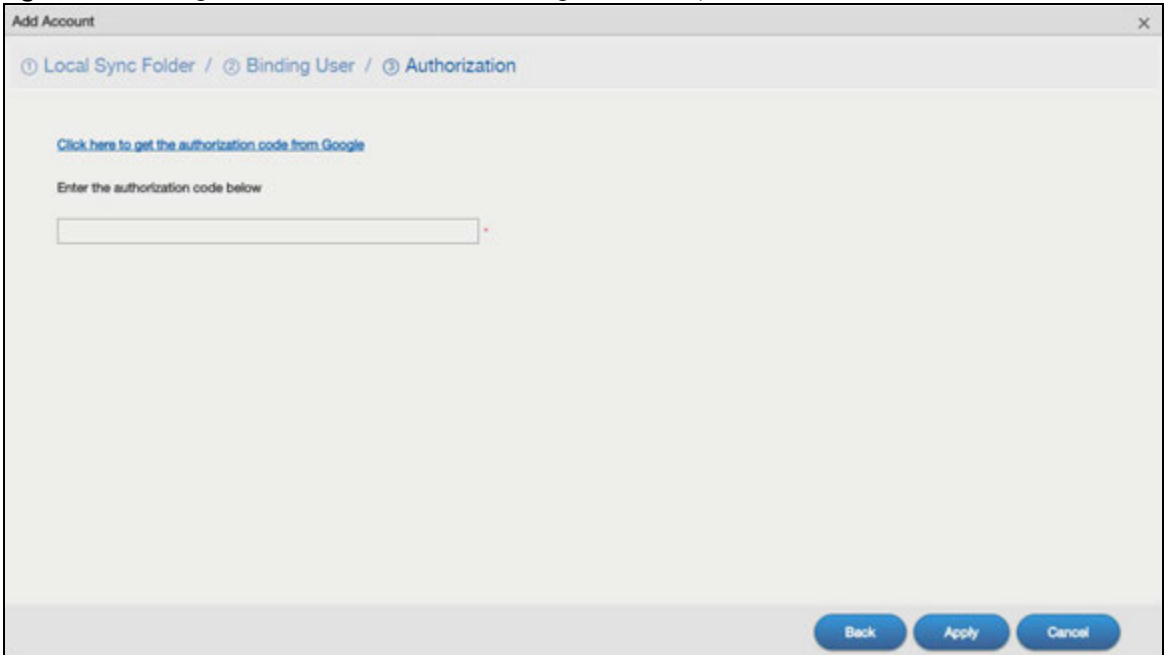 Add Account ×
① Local Sync Folder / ② Binding User / ③ Authorization
Click here to get the authorization code from Google
Enter the authorization code below
*
Back Apply Cancel